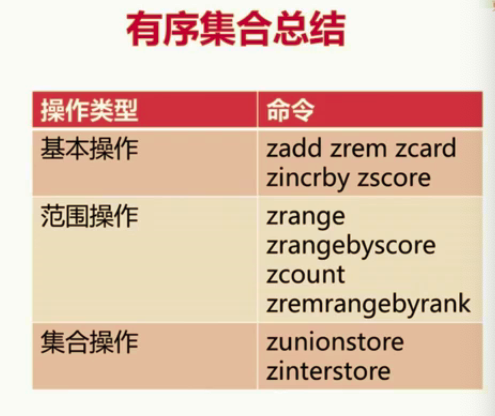 有序集合总结
操作类型 命令
基本操作 zadd zrem zcard
zincrby zscore
范围操作 zrange
zrangebyscore
zcount
zremrangebyrank
集合操作 zunionstore
zinterstore